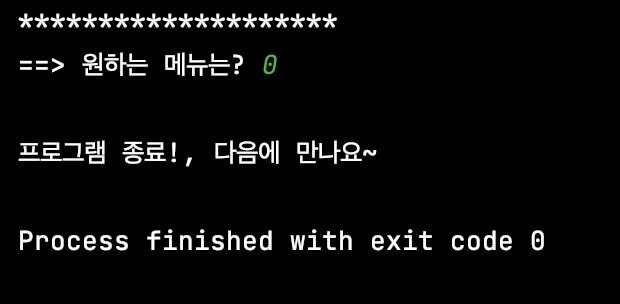 ********************
==> 원하는 메뉴는? 0
프로그램 종료!, 다음에 만나요~
Process finished with exit code 0